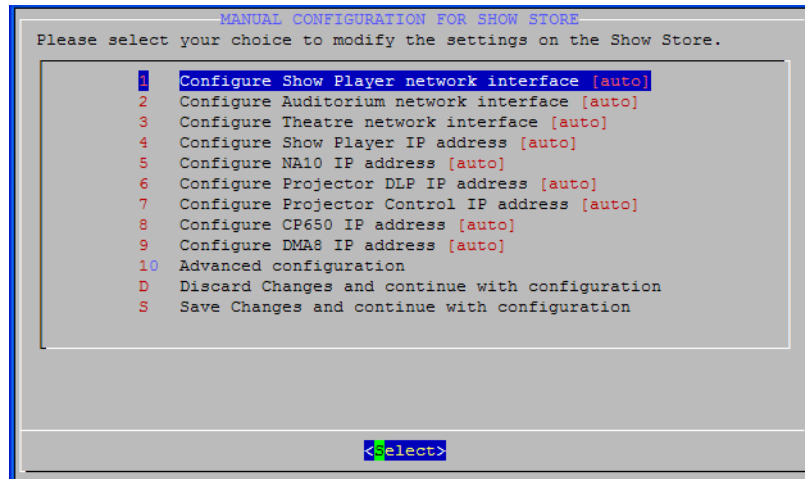 MANUAL CONFIGURATION FOR SHOW STORE
Please select your choice to modify the settings on the Show Store.
1 Configure Show Player network interface [auto]
2 Configure Auditorium network interface [auto]
3 Configure Theatre network interface [auto]
4 Configure Show Player IP address [auto]
5 Configure NA10 IP address [auto]
6 Configure Projector DLP IP address [auto]
7 Configure Projector Control IP address [auto]
8 Configure CP650 IP address [auto]
9 Configure DMA8 IP address [auto]
10 Advanced configuration
D Discard Changes and continue with configuration
S Save Changes and continue with configuration
<Select>